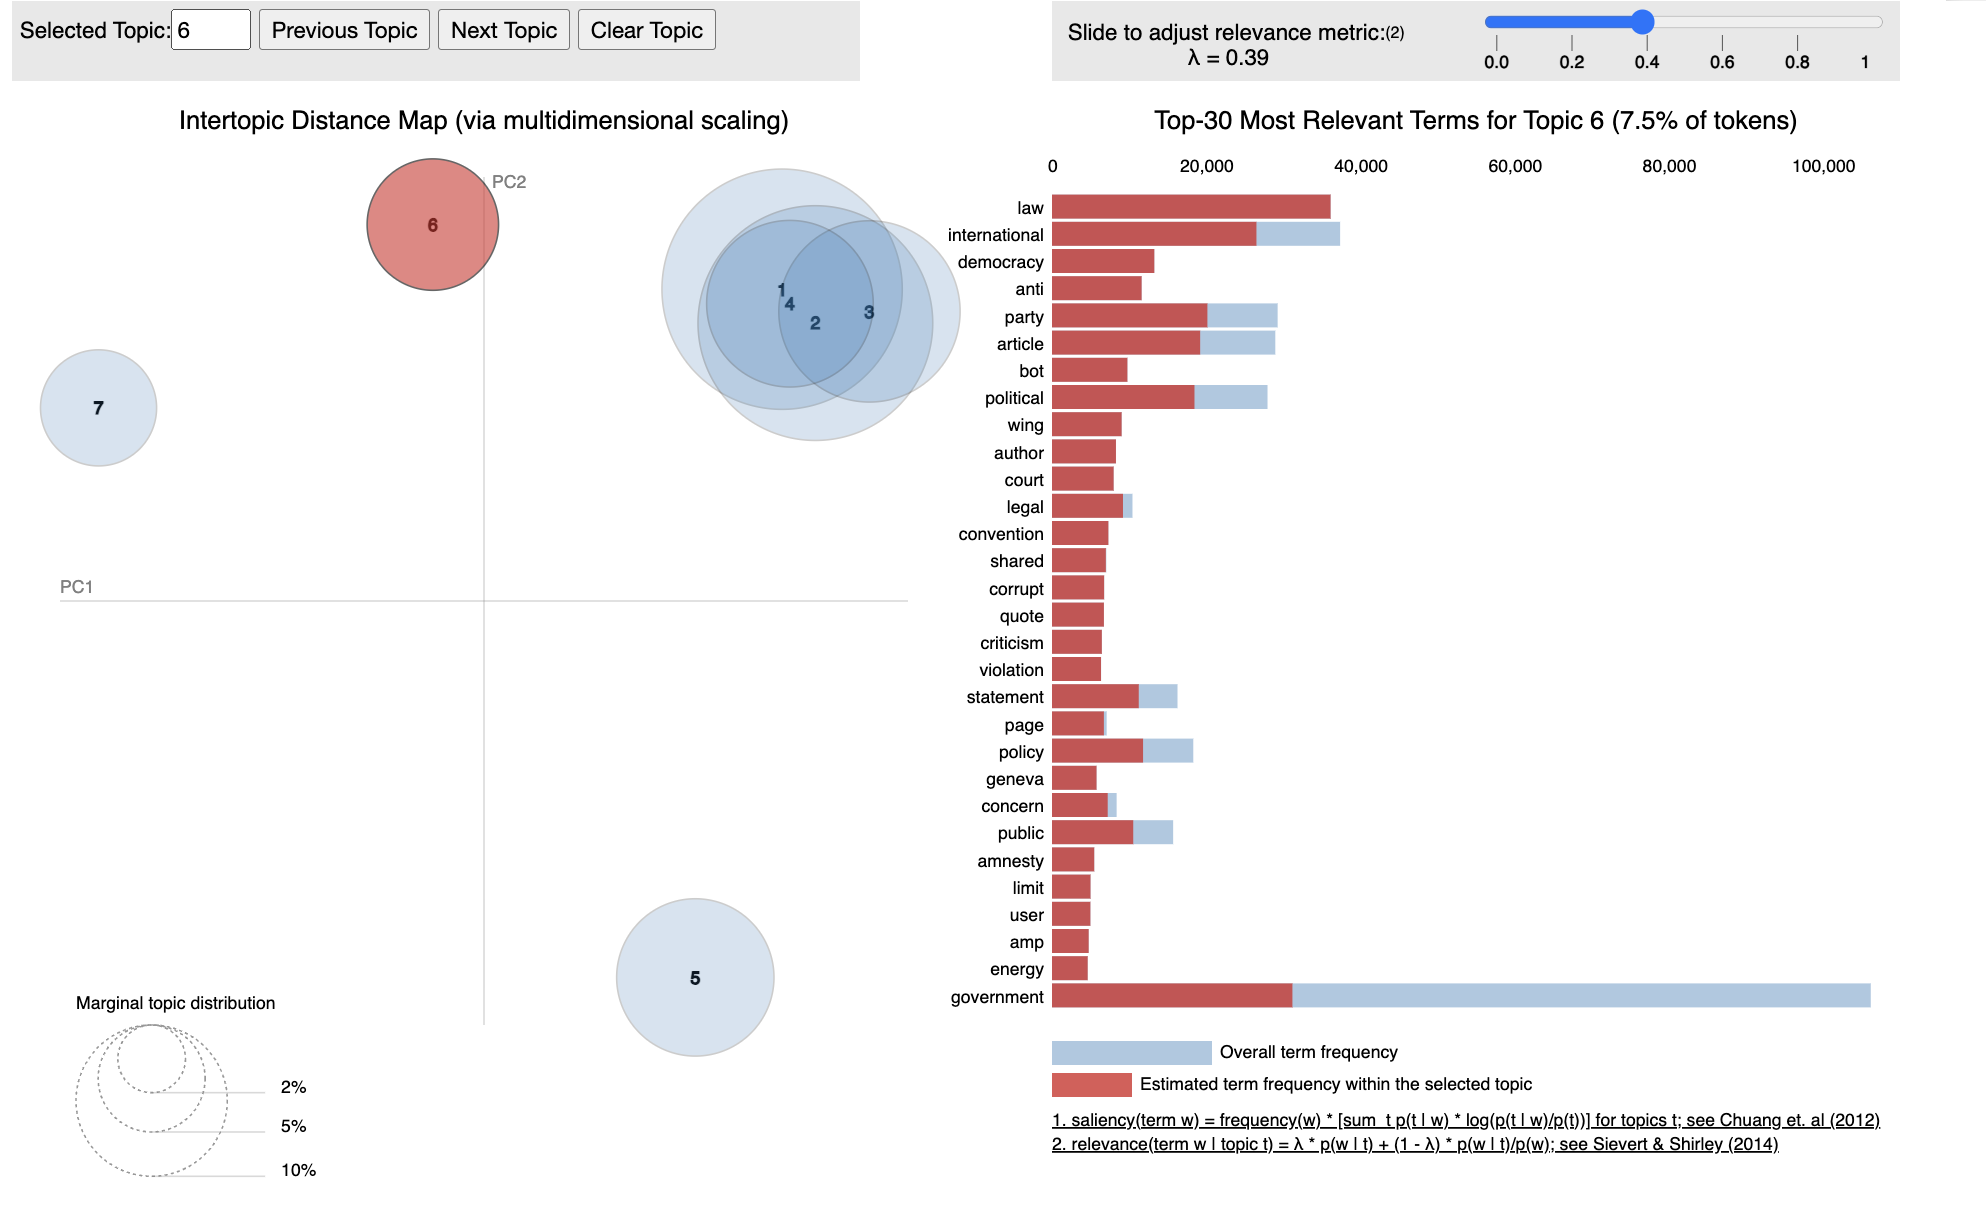 Selected Topic: 6 Previous Topic Next Topic Clear Topic
Slide to adjust relevance metric:(2)
λ = 0.39
0.0 0.2 0.4 0.6 0.8 1
Intertopic Distance Map (via multidimensional scaling)
PC2
6
1
4
2
3
7
PC1
5
Marginal topic distribution
2%
5%
10%
Top-30 Most Relevant Terms for Topic 6 (7.5% of tokens)
0 20,000 40,000 60,000 80,000 100,000
law
international
democracy
anti
party
article
bot
political
wing
author
court
legal
convention
shared
corrupt
quote
criticism
violation
statement
page
policy
geneva
concern
public
amnesty
limit
user
amp
energy
government
Overall term frequency
Estimated term frequency within the selected topic
1. saliency(term w) = frequency(w) * [sum_t p(t | w) * log(p(t | w)/p(t))] for topics t; see Chuang et. al (2012)
2. relevance(term w | topic t) = λ * p(w | t) + (1 - λ) * p(w | t)/p(w); see Sievert & Shirley (2014)